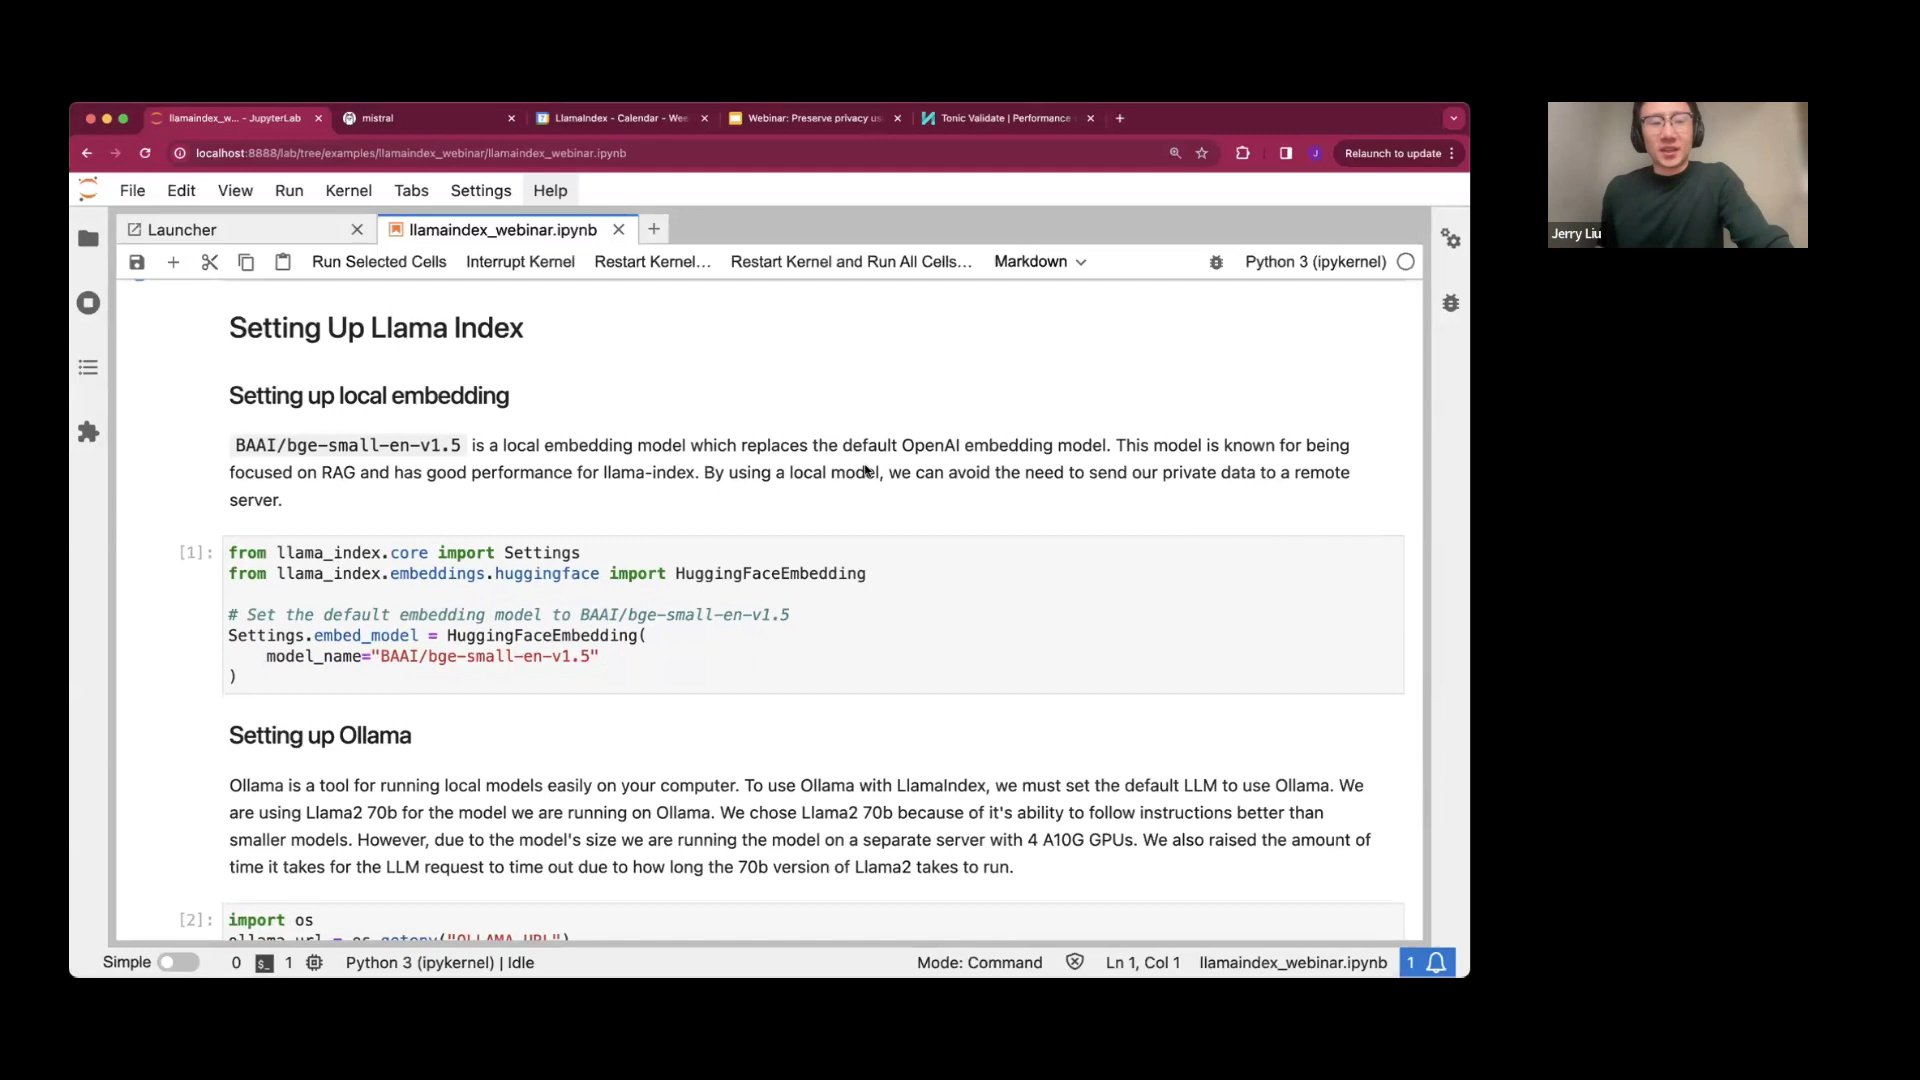 llamaindex_w... - JupyterLab
mistral
LlamaIndex - Calendar - Wee
Webinar: Preserve privacy us
Tonic Validate | Performance
localhost:8888/lab/tree/examples/llamaindex_webinar/llamaindex_webinar.ipynb
J
Relaunch to update
File Edit View Run Kernel Tabs Settings Help
Launcher
llamaindex_webinar.ipynb
Run Selected Cells Interrupt Kernel Restart Kernel... Restart Kernel and Run All Cells... Markdown Python 3 (ipykernel)
Jerry Liu
Setting Up Llama Index
Setting up local embedding
BAAI/bge-small-en-v1.5 is a local embedding model which replaces the default OpenAI embedding model. This model is known for being
focused on RAG and has good performance for llama-index. By using a local model, we can avoid the need to send our private data to a remote
server.
[1]: from llama_index.core import Settings
from llama_index.embeddings.huggingface import HuggingFaceEmbedding
# Set the default embedding model to BAAI/bge-small-en-v1.5
Settings.embed_model = HuggingFaceEmbedding(
model_name="BAAI/bge-small-en-v1.5"
)
Setting up Ollama
Ollama is a tool for running local models easily on your computer. To use Ollama with LlamaIndex, we must set the default LLM to use Ollama. We
are using Llama2 70b for the model we are running on Ollama. We chose Llama2 70b because of it's ability to follow instructions better than
smaller models. However, due to the model's size we are running the model on a separate server with 4 A10G GPUs. We also raised the amount of
time it takes for the LLM request to time out due to how long the 70b version of Llama2 takes to run.
[2]: import os
ollama_url = os.getenv("OLLAMA_URL")
Simple 0 1 Python 3 (ipykernel) | Idle Mode: Command Ln 1, Col 1 llamaindex_webinar.ipynb 1